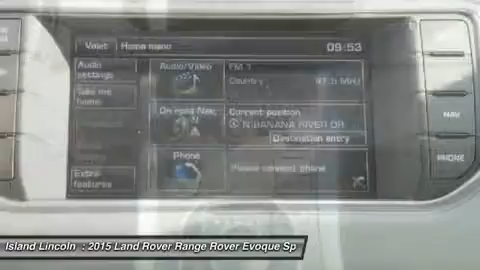 Valet
Home menu
09:53
Audio
settings
Take me
home
Extra
features
Audio/Video
FM 1
Country
On road Nav
Current position
N BANANA RIVER DR
Destination entry
Phone
Please connect phone
NAV
PHONE
Island Lincoln : 2015 Land Rover Range Rover Evoque Sp